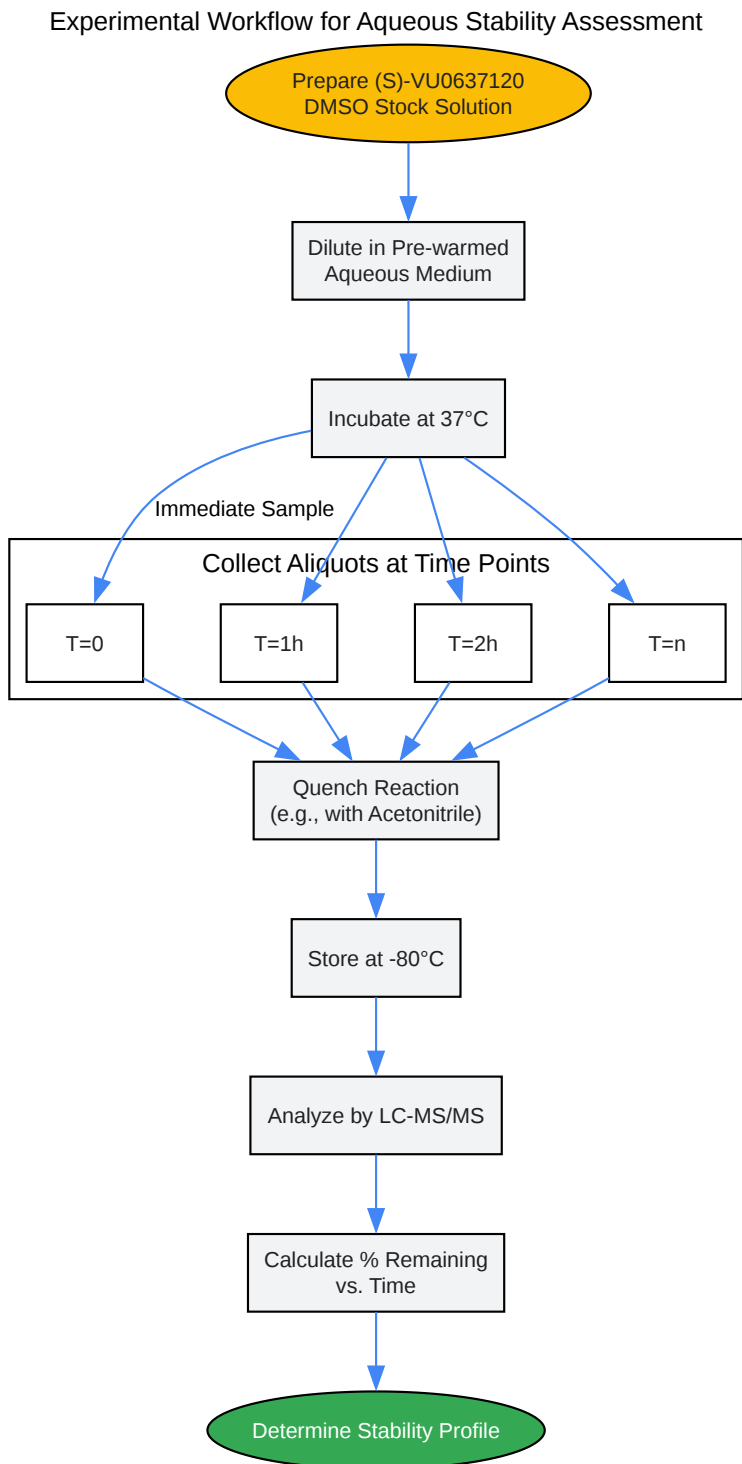 Experimental Workflow for Aqueous Stability Assessment
Prepare (S)-VU0637120
DMSO Stock Solution
Dilute in Pre-warmed
Aqueous Medium
Incubate at 37°C
Immediate Sample
Collect Aliquots at Time Points
T=0
T=1h
T=2h
T=n
Quench Reaction
(e.g., with Acetonitrile)
Store at -80°C
Analyze by LC-MS/MS
Calculate % Remaining
vs. Time
Determine Stability Profile